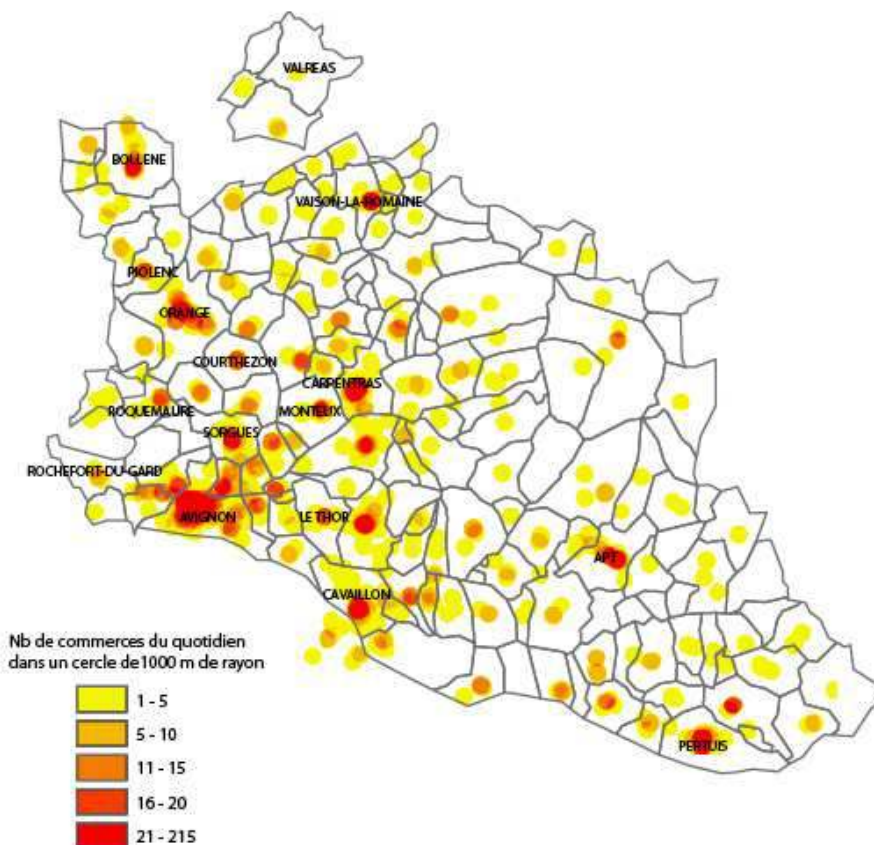 VALREAS
BOLLENE
VAISON-LA-ROMAINE
PIOLENC
ORANGE
COURTHEZON
CARPENTRAS
ROQUEMAURE
MONTEUX
SORGUES
ROCHEFORT-DU-GARD
AVIGNON
LE THOR
APT
CAVAILLON
PERTUIS
Nb de commerces du quotidien
dans un cercle de 1000 m de rayon
1 - 5
5 - 10
11 - 15
16 - 20
21 - 215